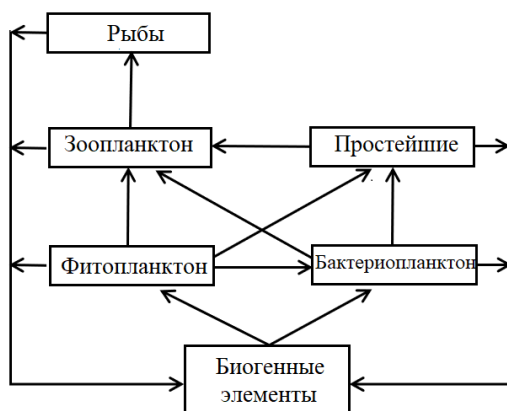 Рыбы
Зоопланктон
Простейшие
Фитопланктон
Бактериопланктон
Биогенные
элементы